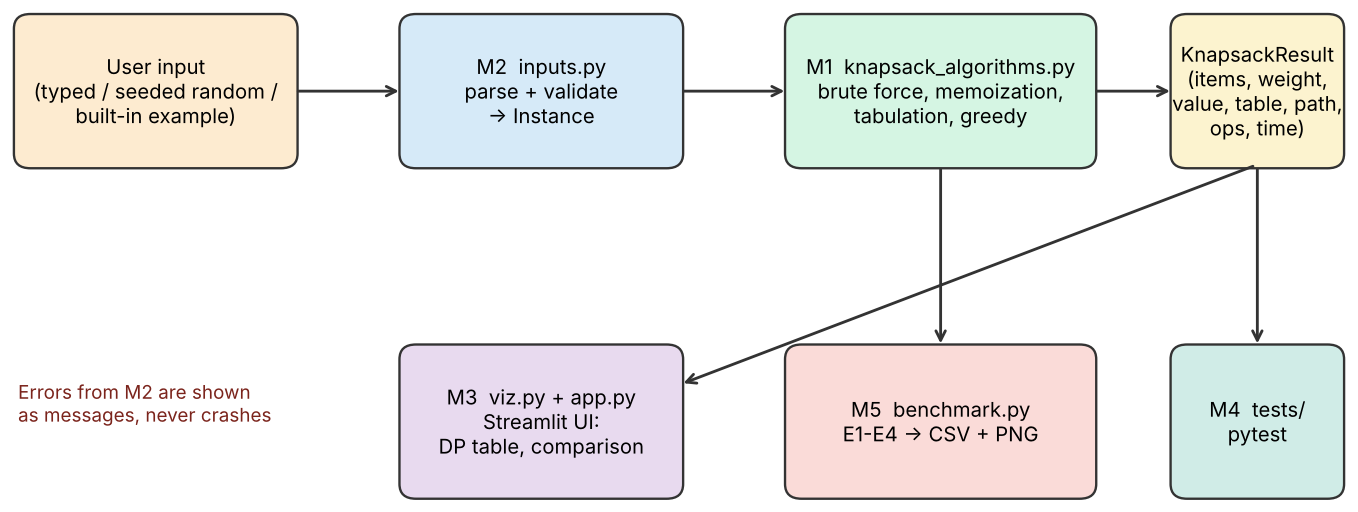 User input
(typed / seeded random /
built-in example)
M2  inputs.py
parse + validate
→ Instance
M1  knapsack_algorithms.py
brute force, memoization,
tabulation, greedy
KnapsackResult
(items, weight,
value, table, path,
ops, time)
Errors from M2 are shown
as messages, never crashes
M3  viz.py + app.py
Streamlit UI:
DP table, comparison
M5  benchmark.py
E1-E4 → CSV + PNG
M4  tests/
pytest